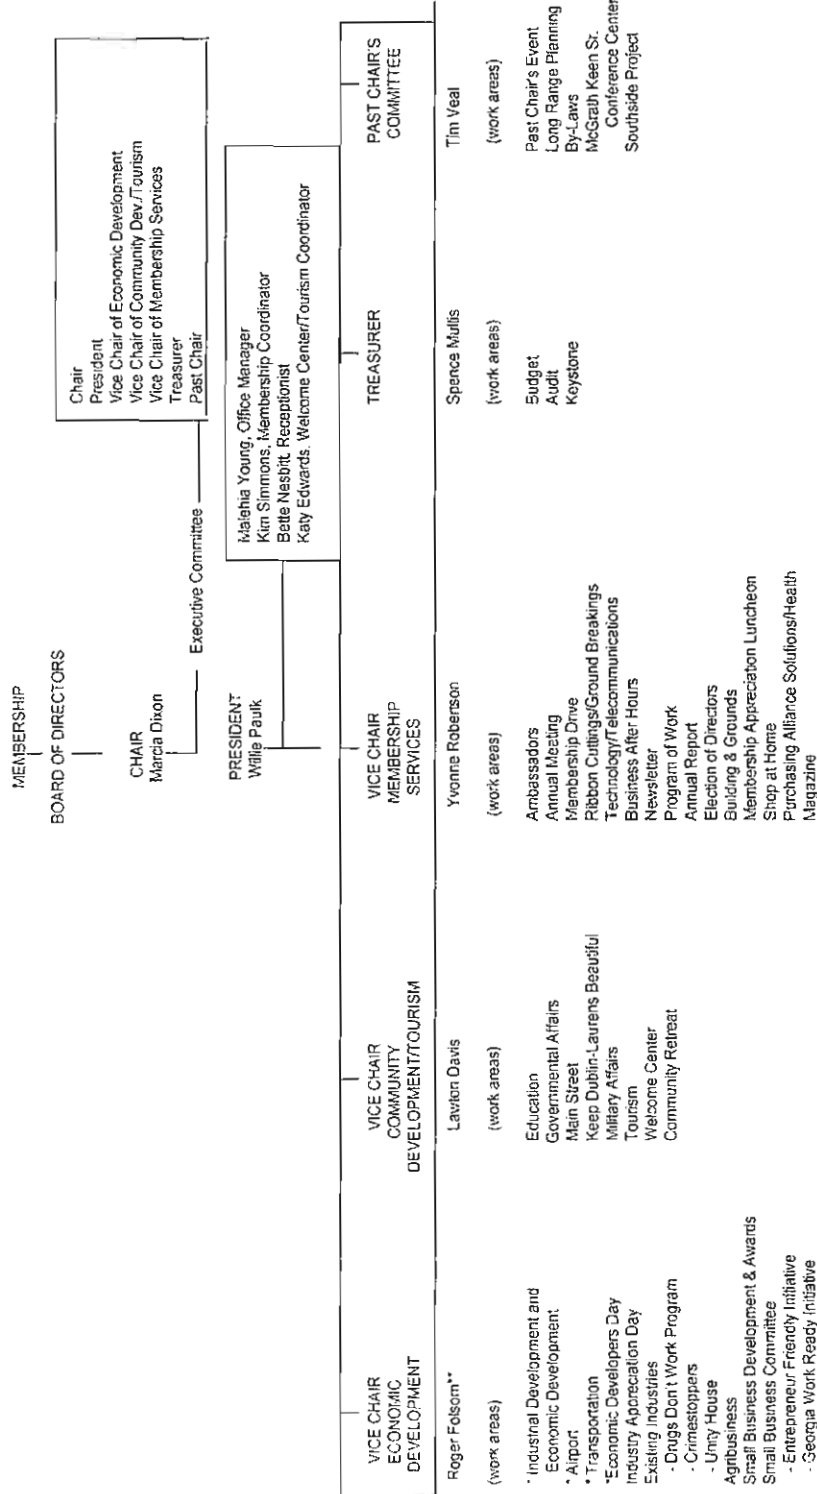 MEMBERSHIP
BOARD OF DIRECTORS
CHAIR
Marcia Dixon
Executive Committee
Chair
President
Vice Chair of Economic Development
Vice Chair of Community Dev./Tourism
Vice Chair of Membership Services
Treasurer
Past Chair
PRESIDENT
Willie Paulk
Malehia Young, Office Manager
Kim Simmons, Membership Coordinator
Bette Nesbitt, Receptionist
Katy Edwards, Welcome Center/Tourism Coordinator
VICE CHAIR
ECONOMIC
DEVELOPMENT
Roger Folsom**
(work areas)
* Industrial Development and
Economic Development
* Airport
* Transportation
*Economic Developers Day
Industry Appreciation Day
Existing Industries
- Drugs Don't Work Program
- Crimestoppers
- Unity House
Agribusiness
Small Business Development & Awards
Small Business Committee
- Entrepreneur Friendly Initiative
- Georgia Work Ready Initiative
VICE CHAIR
COMMUNITY
DEVELOPMENT/TOURISM
Lawton Davis
(work areas)
Education
Governmental Affairs
Main Street
Keep Dublin-Laurens Beautiful
Military Affairs
Tourism
Welcome Center
Community Retreat
VICE CHAIR
MEMBERSHIP
SERVICES
Yvonne Roberson
(work areas)
Ambassadors
Annual Meeting
Membership Drive
Ribbon Cuttings/Ground Breakings
Technology/Telecommunications
Business After Hours
Newsletter
Program of Work
Annual Report
Election of Directors
Building & Grounds
Membership Appreciation Luncheon
Shop at Home
Purchasing Alliance Solutions/Health
Magazine
TREASURER
Spence Mullis
(work areas)
Budget
Audit
Keystone
PAST CHAIR'S
COMMITTEE
Tim Veal
(work areas)
Past Chair's Event
Long Range Planning
By-Laws
McGrath Keen Sr.
Conference Center
Southside Project